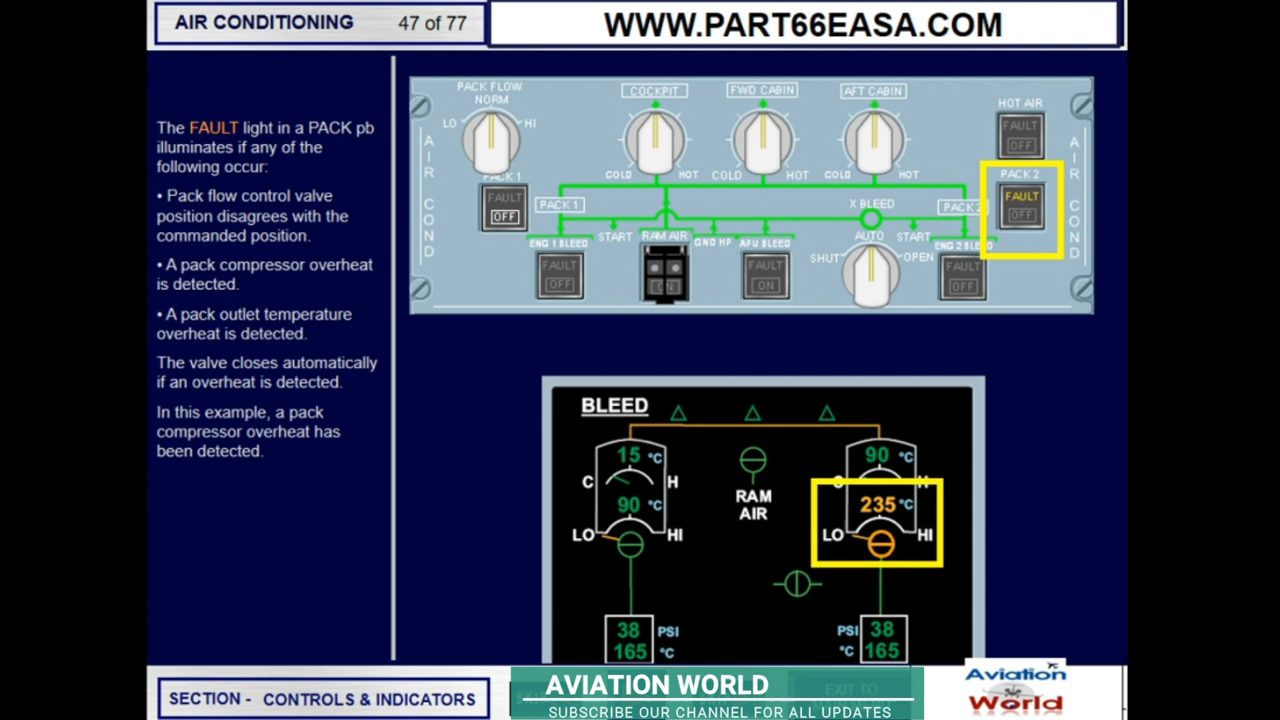 AIR CONDITIONING 47 of 77
WWW.PART66EASA.COM
The FAULT light in a PACK pb
illuminates if any of the
following occur:
• Pack flow control valve
position disagrees with the
commanded position.
• A pack compressor overheat
is detected.
• A pack outlet temperature
overheat is detected.
The valve closes automatically
if an overheat is detected.
In this example, a pack
compressor overheat has
been detected.
PACK FLOW
NORM
LO HI
COCKPIT
FWD CABIN
AFT CABIN
HOT AIR
FAULT
OFF
AIR COND
COLD HOT
COLD HOT
COLD HOT
AIR COND
PACK 1
FAULT
OFF
PACK 2
FAULT
OFF
PACK 1
X BLEED
PACK 2
START
RAM AIR
GND HP
APU BLEED
AUTO
START
ENG 1 BLEED
ENG 2 BLEED
SHUT OPEN
FAULT
OFF
ON
FAULT
ON
FAULT
OFF
BLEED
15 °C
C H
90 °C
LO HI
RAM
AIR
90 °C
C H
235 °C
LO HI
38 PSI
165 °C
PSI 38
°C 165
SECTION - CONTROLS & INDICATORS
EXIT TO
AVIATION WORLD
SUBSCRIBE OUR CHANNEL FOR ALL UPDATES
Aviation
World